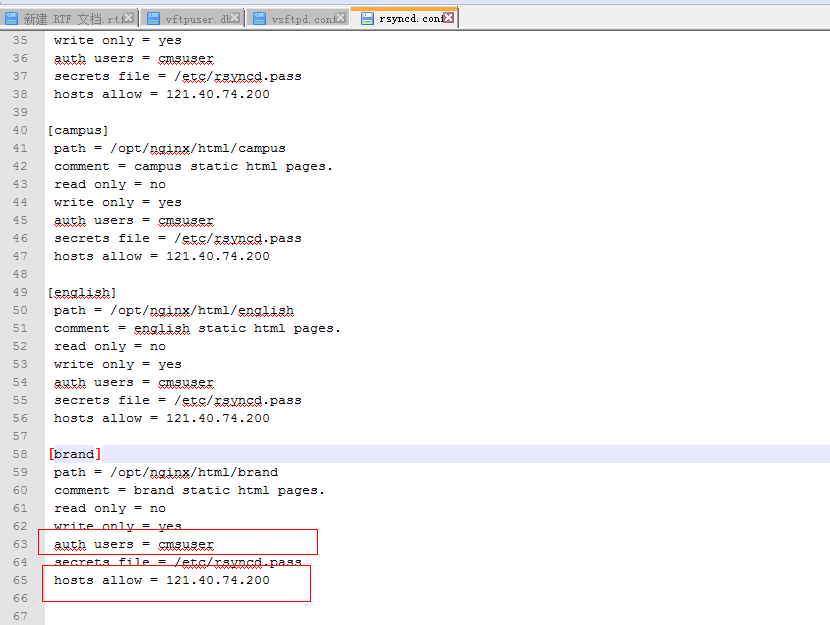 新建 RTF 文档.rtf
vftpuser.d
vsftpd.conf
rsyncd.conf
35 write only = yes
36 auth users = cmsuser
37 secrets file = /etc/rsyncd.pass
38 hosts allow = 121.40.74.200
39
40 [campus]
41 path = /opt/nginx/html/campus
42 comment = campus static html pages.
43 read only = no
44 write only = yes
45 auth users = cmsuser
46 secrets file = /etc/rsyncd.pass
47 hosts allow = 121.40.74.200
48
49 [english]
50 path = /opt/nginx/html/english
51 comment = english static html pages.
52 read only = no
53 write only = yes
54 auth users = cmsuser
55 secrets file = /etc/rsyncd.pass
56 hosts allow = 121.40.74.200
57
58 [brand]
59 path = /opt/nginx/html/brand
60 comment = brand static html pages.
61 read only = no
62 write only = yes
63 auth users = cmsuser
64 secrets file = /etc/rsyncd.pass
65 hosts allow = 121.40.74.200
66
67